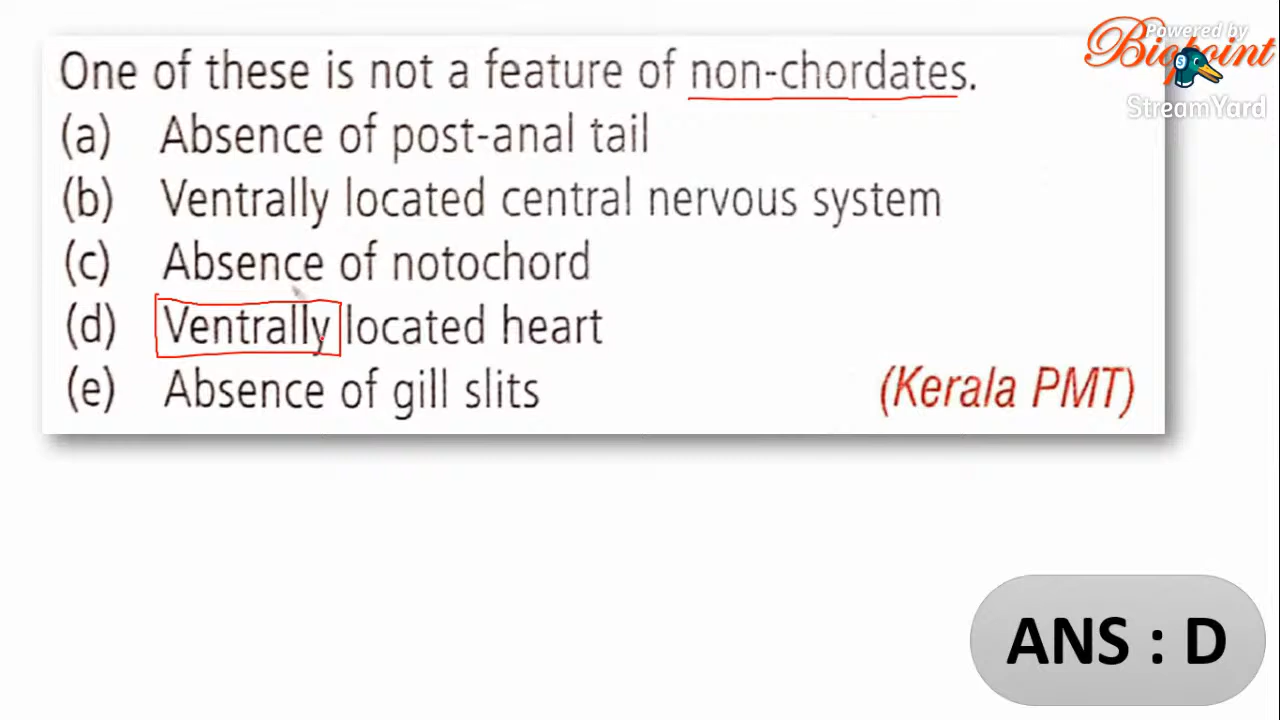 Powered by
Biopoint
StreamYard
One of these is not a feature of non-chordates.
(a) Absence of post-anal tail
(b) Ventrally located central nervous system
(c) Absence of notochord
(d) Ventrally located heart
(e) Absence of gill slits
(Kerala PMT)
ANS : D